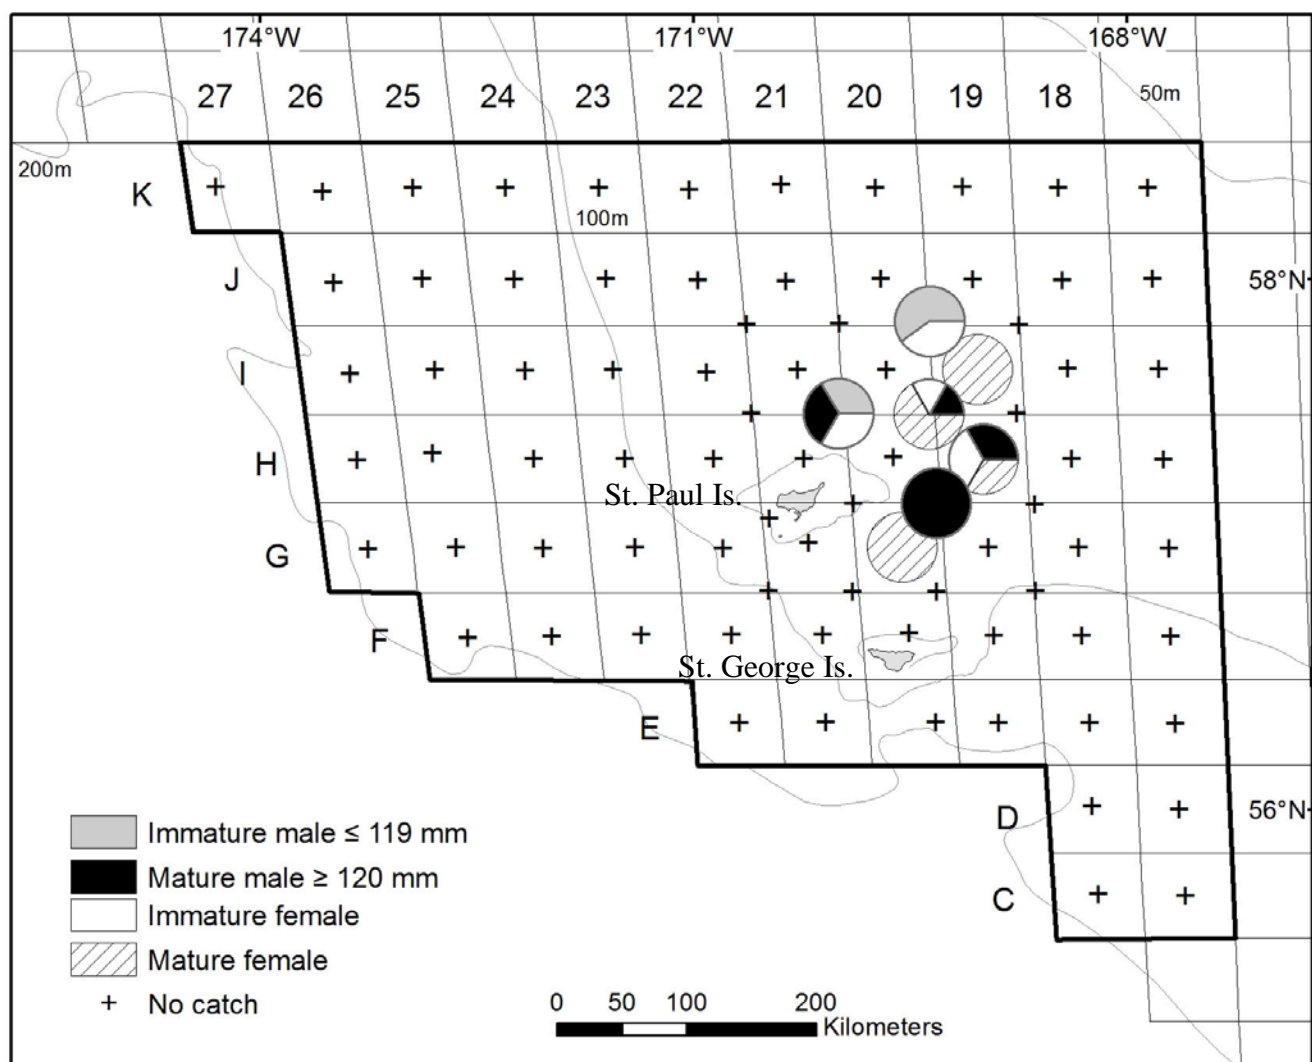 174°W 171°W 168°W
27 26 25 24 23 22 21 20 19 18 50m
200m
K
100m
J 58°N
I
H
St. Paul Is.
G
F
St. George Is.
E
D 56°N
C
Immature male ≤ 119 mm
Mature male ≥ 120 mm
Immature female
Mature female
+ No catch
0 50 100 200
Kilometers